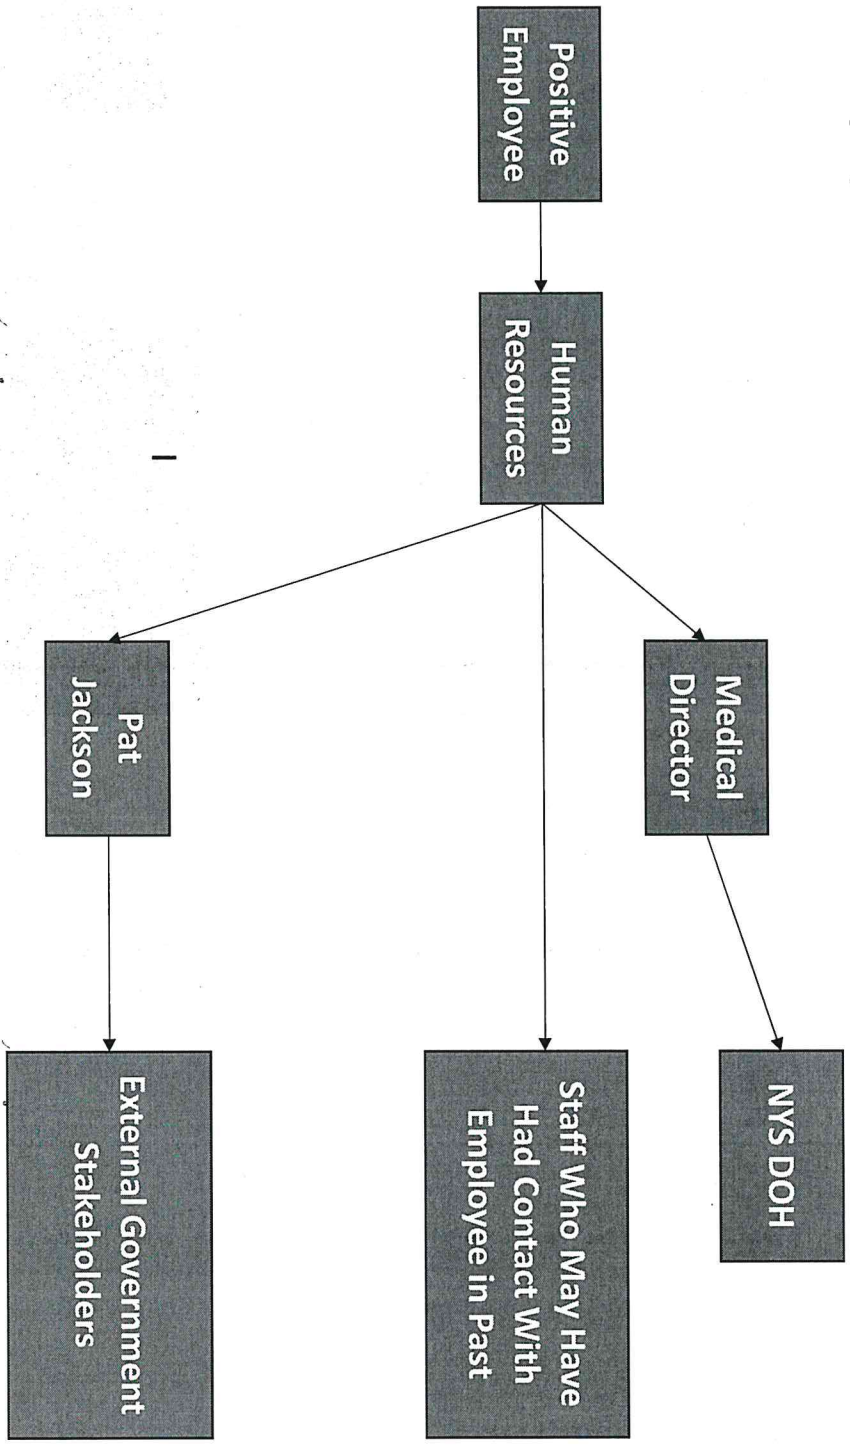 Positive
Employee
Human
Resources
Medical
Director
NYS DOH
Staff Who May Have
Had Contact With
Employee in Past
Pat
Jackson
External Government
Stakeholders